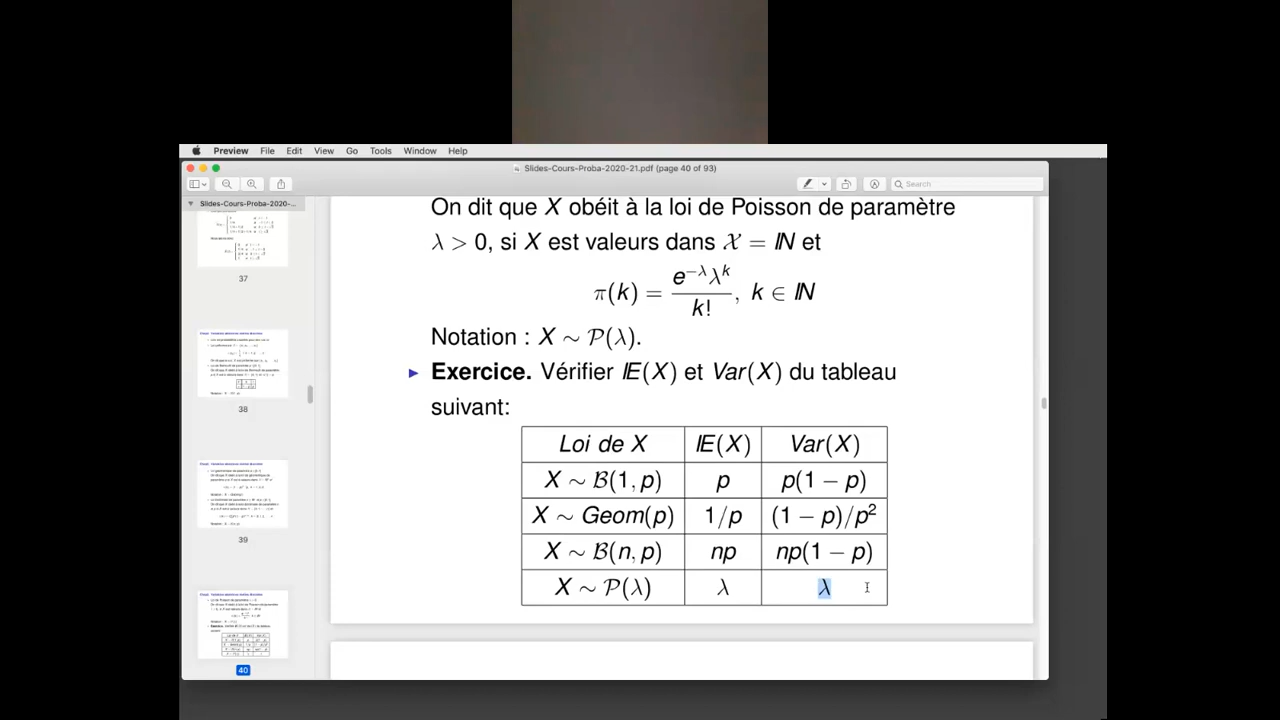 Preview File Edit View Go Tools Window Help
Slides-Cours-Proba-2020-21.pdf (page 40 of 93)
Search
Slides-Cours-Proba-2020-...
37
38
39
40
On dit que X obéit à la loi de Poisson de paramètre
λ > 0, si X est valeurs dans 𝒳 = ℕ et
π(k) = e^{−λ}λ^k / k!, k ∈ ℕ
Notation : X ∼ 𝒫(λ).
► Exercice. Vérifier 𝔼(X) et Var(X) du tableau
suivant:
Loi de X 𝔼(X) Var(X)
X ∼ ℬ(1, p) p p(1 − p)
X ∼ Geom(p) 1/p (1 − p)/p²
X ∼ ℬ(n, p) np np(1 − p)
X ∼ 𝒫(λ) λ λ